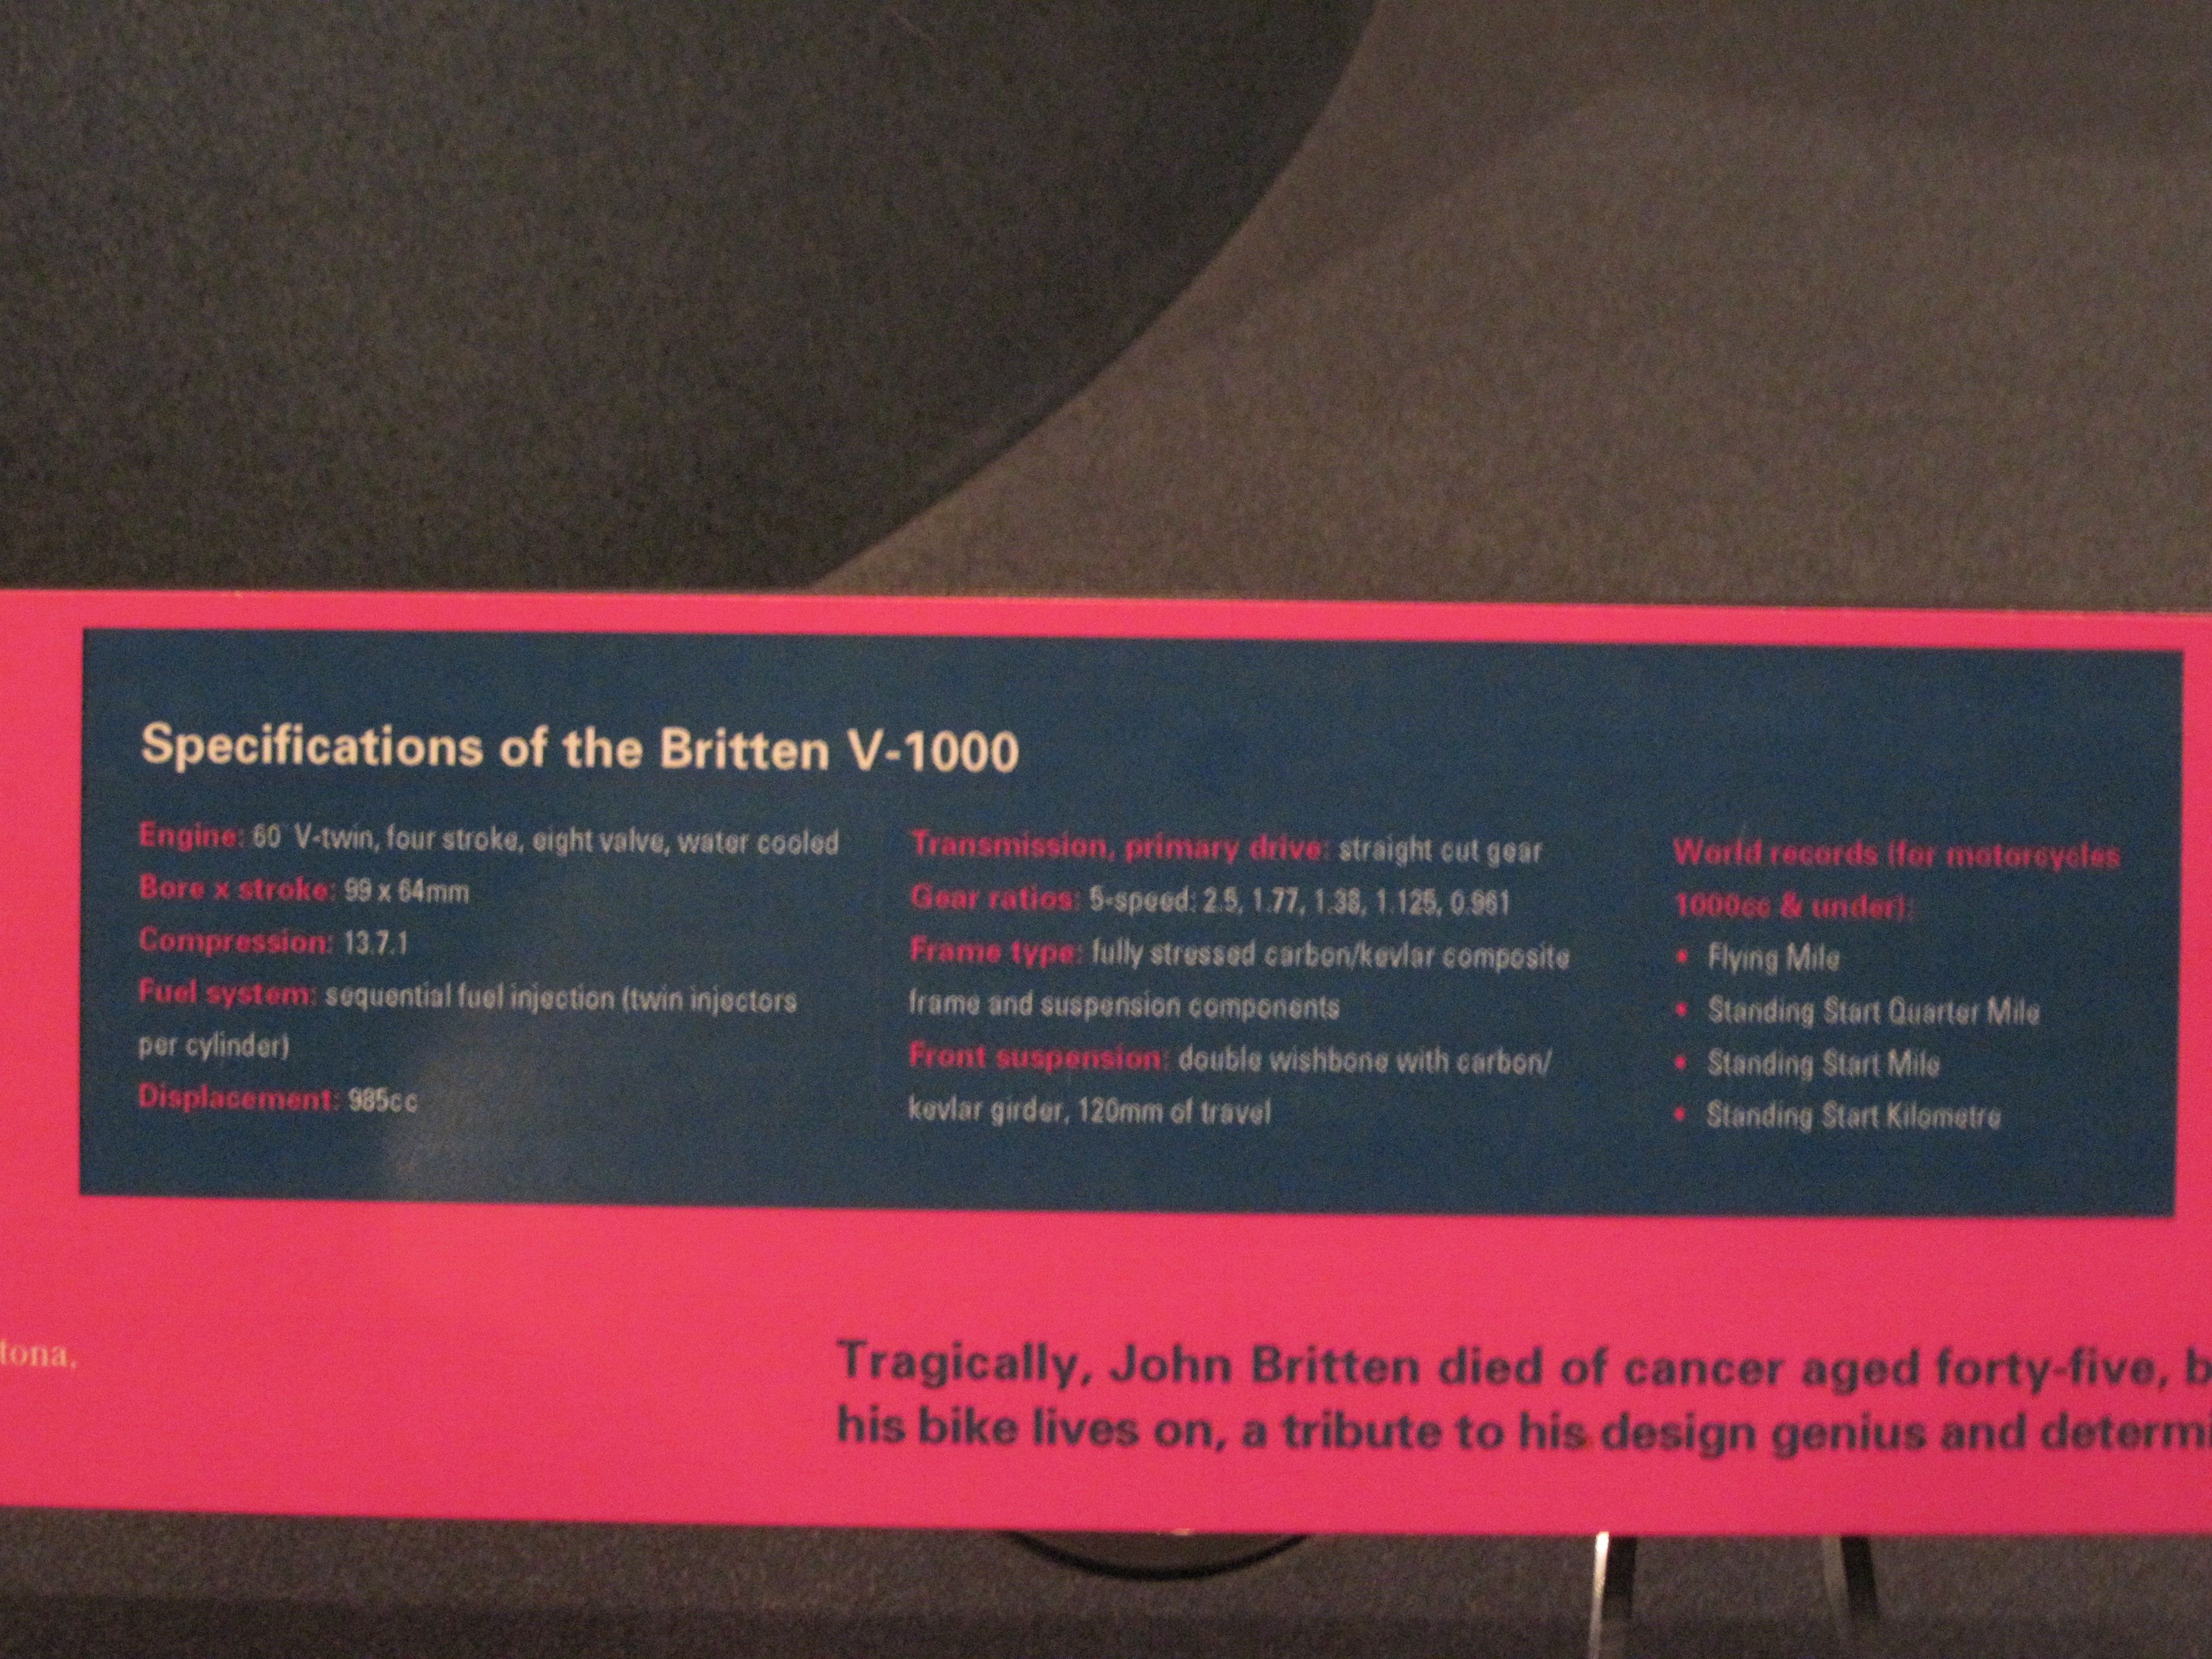 Specifications of the Britten V-1000
Engine: 60° V-twin, four stroke, eight valve, water cooled
Bore x stroke: 99 x 64mm
Compression: 13.7.1
Fuel system: sequential fuel injection (twin injectors
per cylinder)
Displacement: 985cc
Transmission, primary drive: straight cut gear
Gear ratios: 5-speed: 2.5, 1.77, 1.38, 1.125, 0.961
Frame type: fully stressed carbon/kevlar composite
frame and suspension components
Front suspension: double wishbone with carbon/
kevlar girder, 120mm of travel
World records (for motorcycles
1000cc & under):
• Flying Mile
• Standing Start Quarter Mile
• Standing Start Mile
• Standing Start Kilometre
tona.
Tragically, John Britten died of cancer aged forty-five, b
his bike lives on, a tribute to his design genius and determi